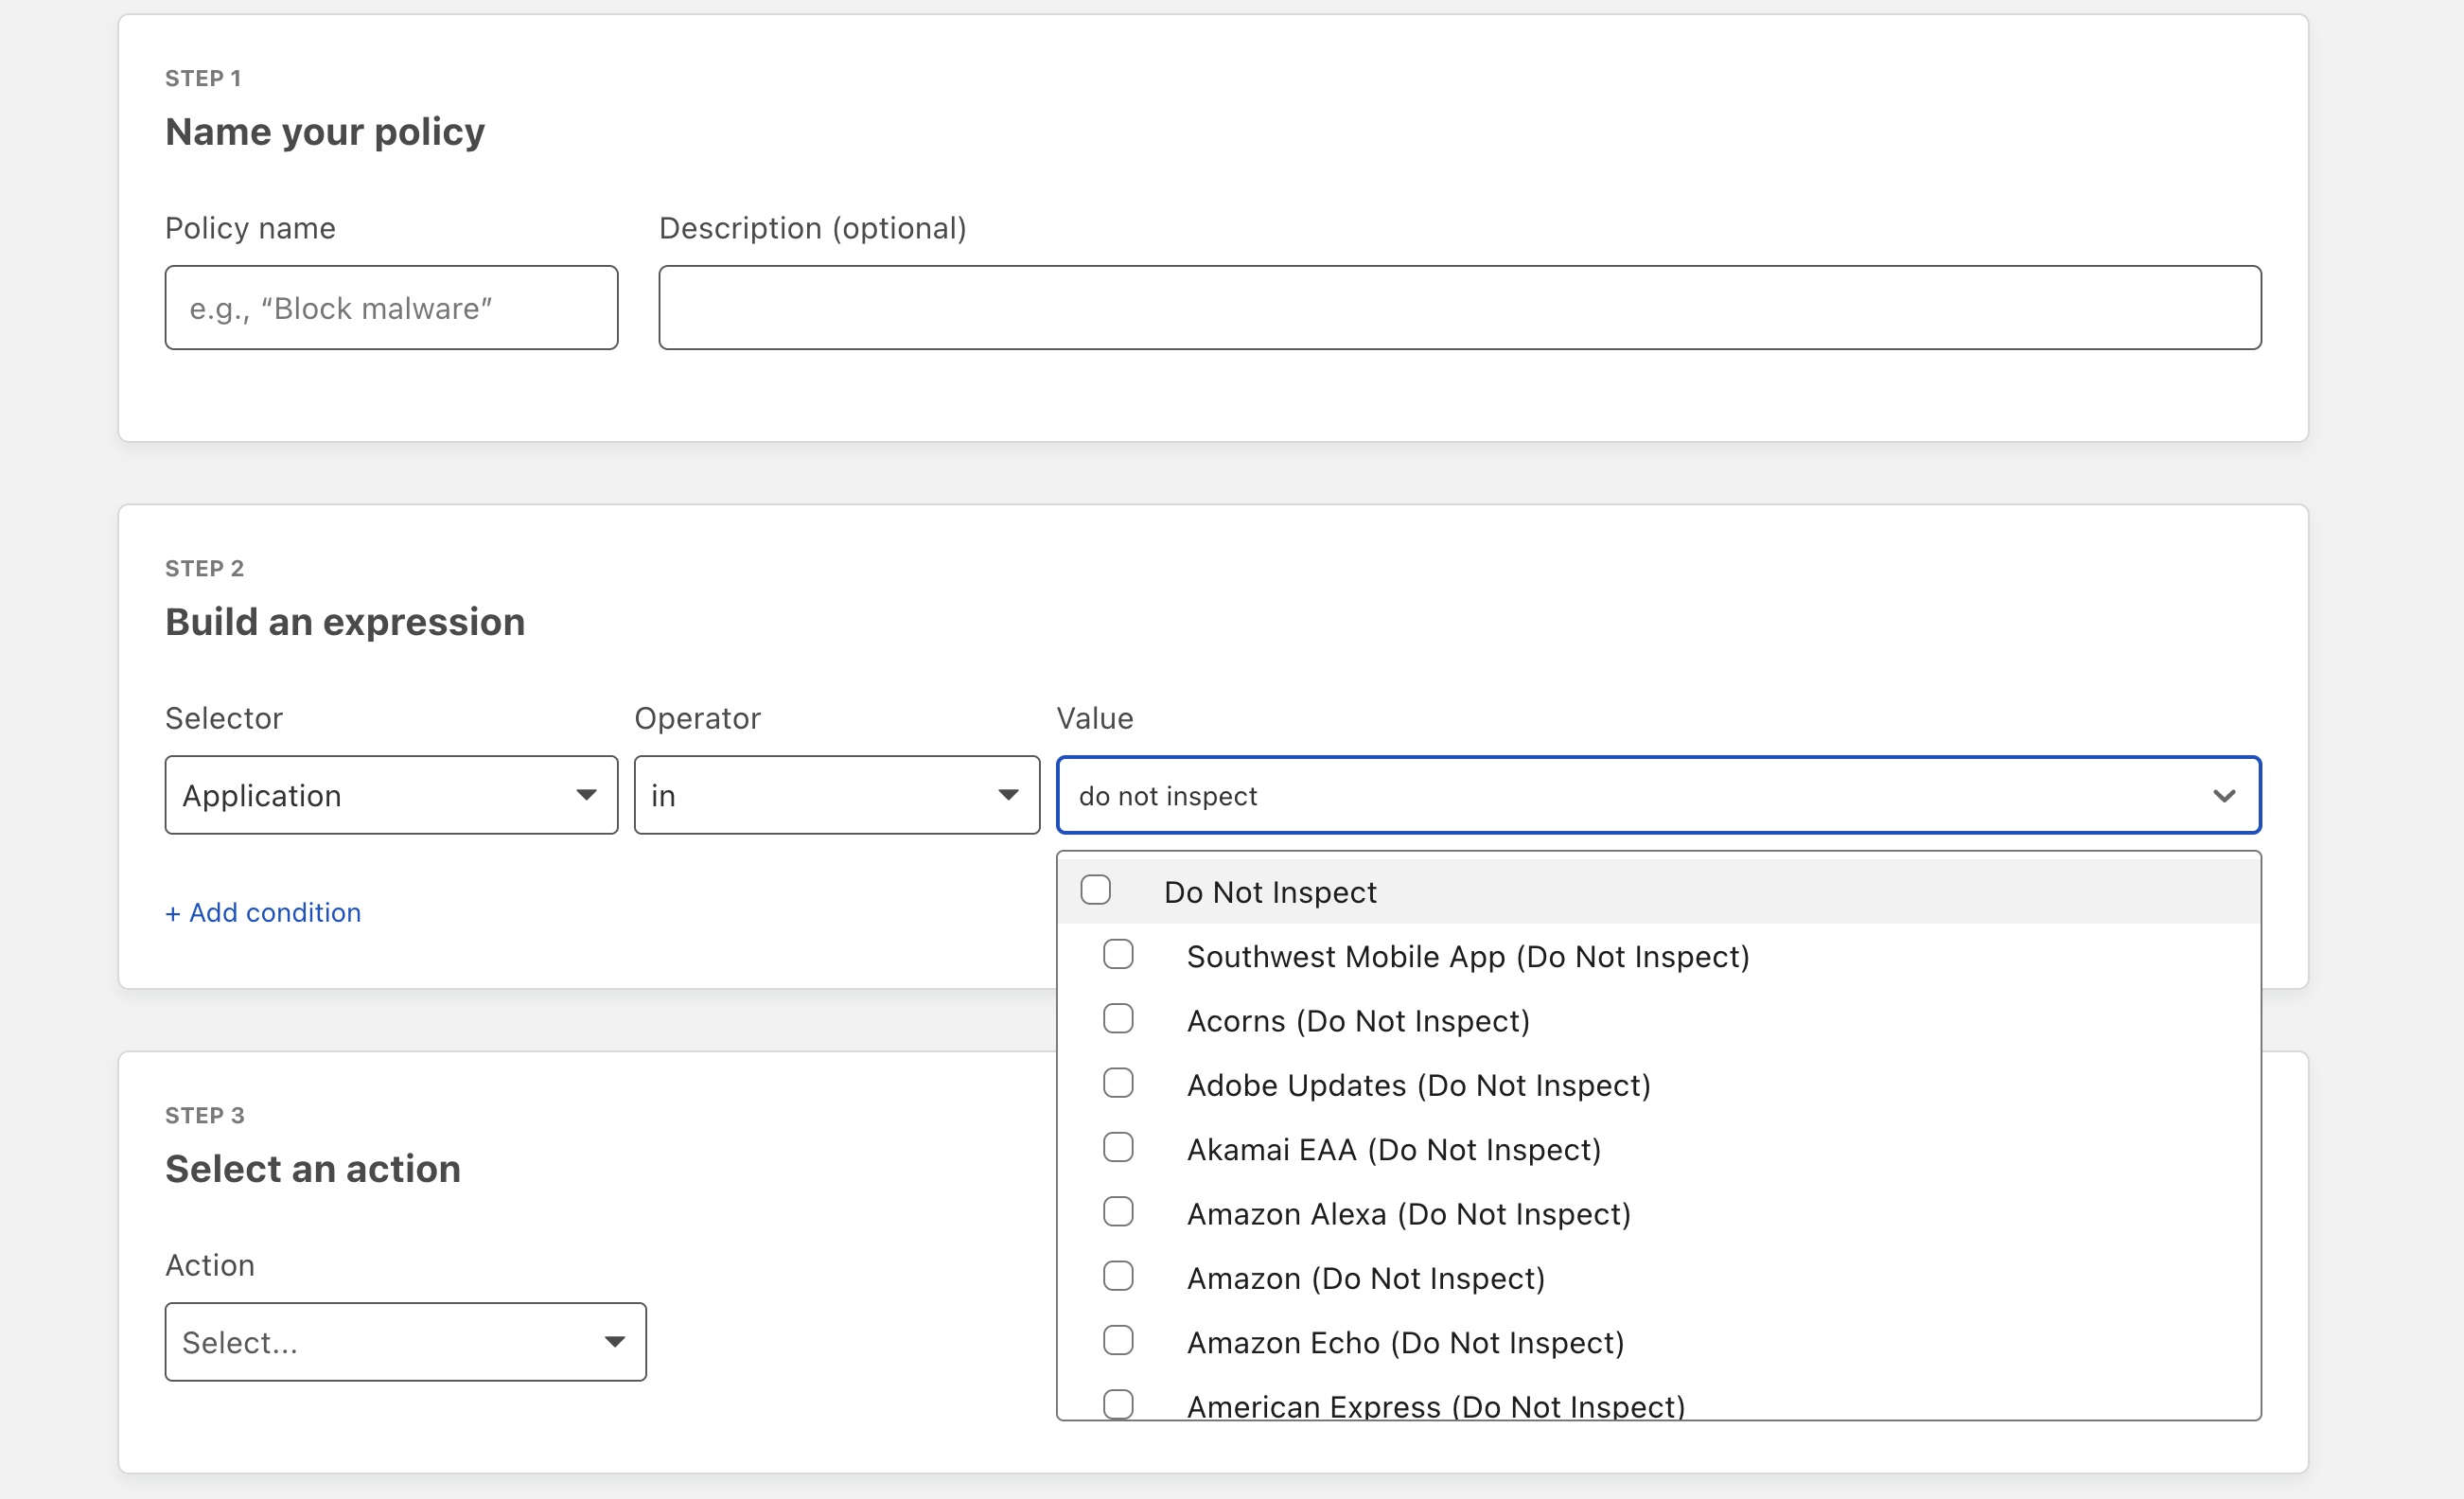 STEP 1
Name your policy
Policy name
Description (optional)
e.g., “Block malware”
STEP 2
Build an expression
Selector
Operator
Value
Application
in
do not inspect
+ Add condition
Do Not Inspect
Southwest Mobile App (Do Not Inspect)
Acorns (Do Not Inspect)
Adobe Updates (Do Not Inspect)
Akamai EAA (Do Not Inspect)
Amazon Alexa (Do Not Inspect)
Amazon (Do Not Inspect)
Amazon Echo (Do Not Inspect)
American Express (Do Not Inspect)
STEP 3
Select an action
Action
Select...